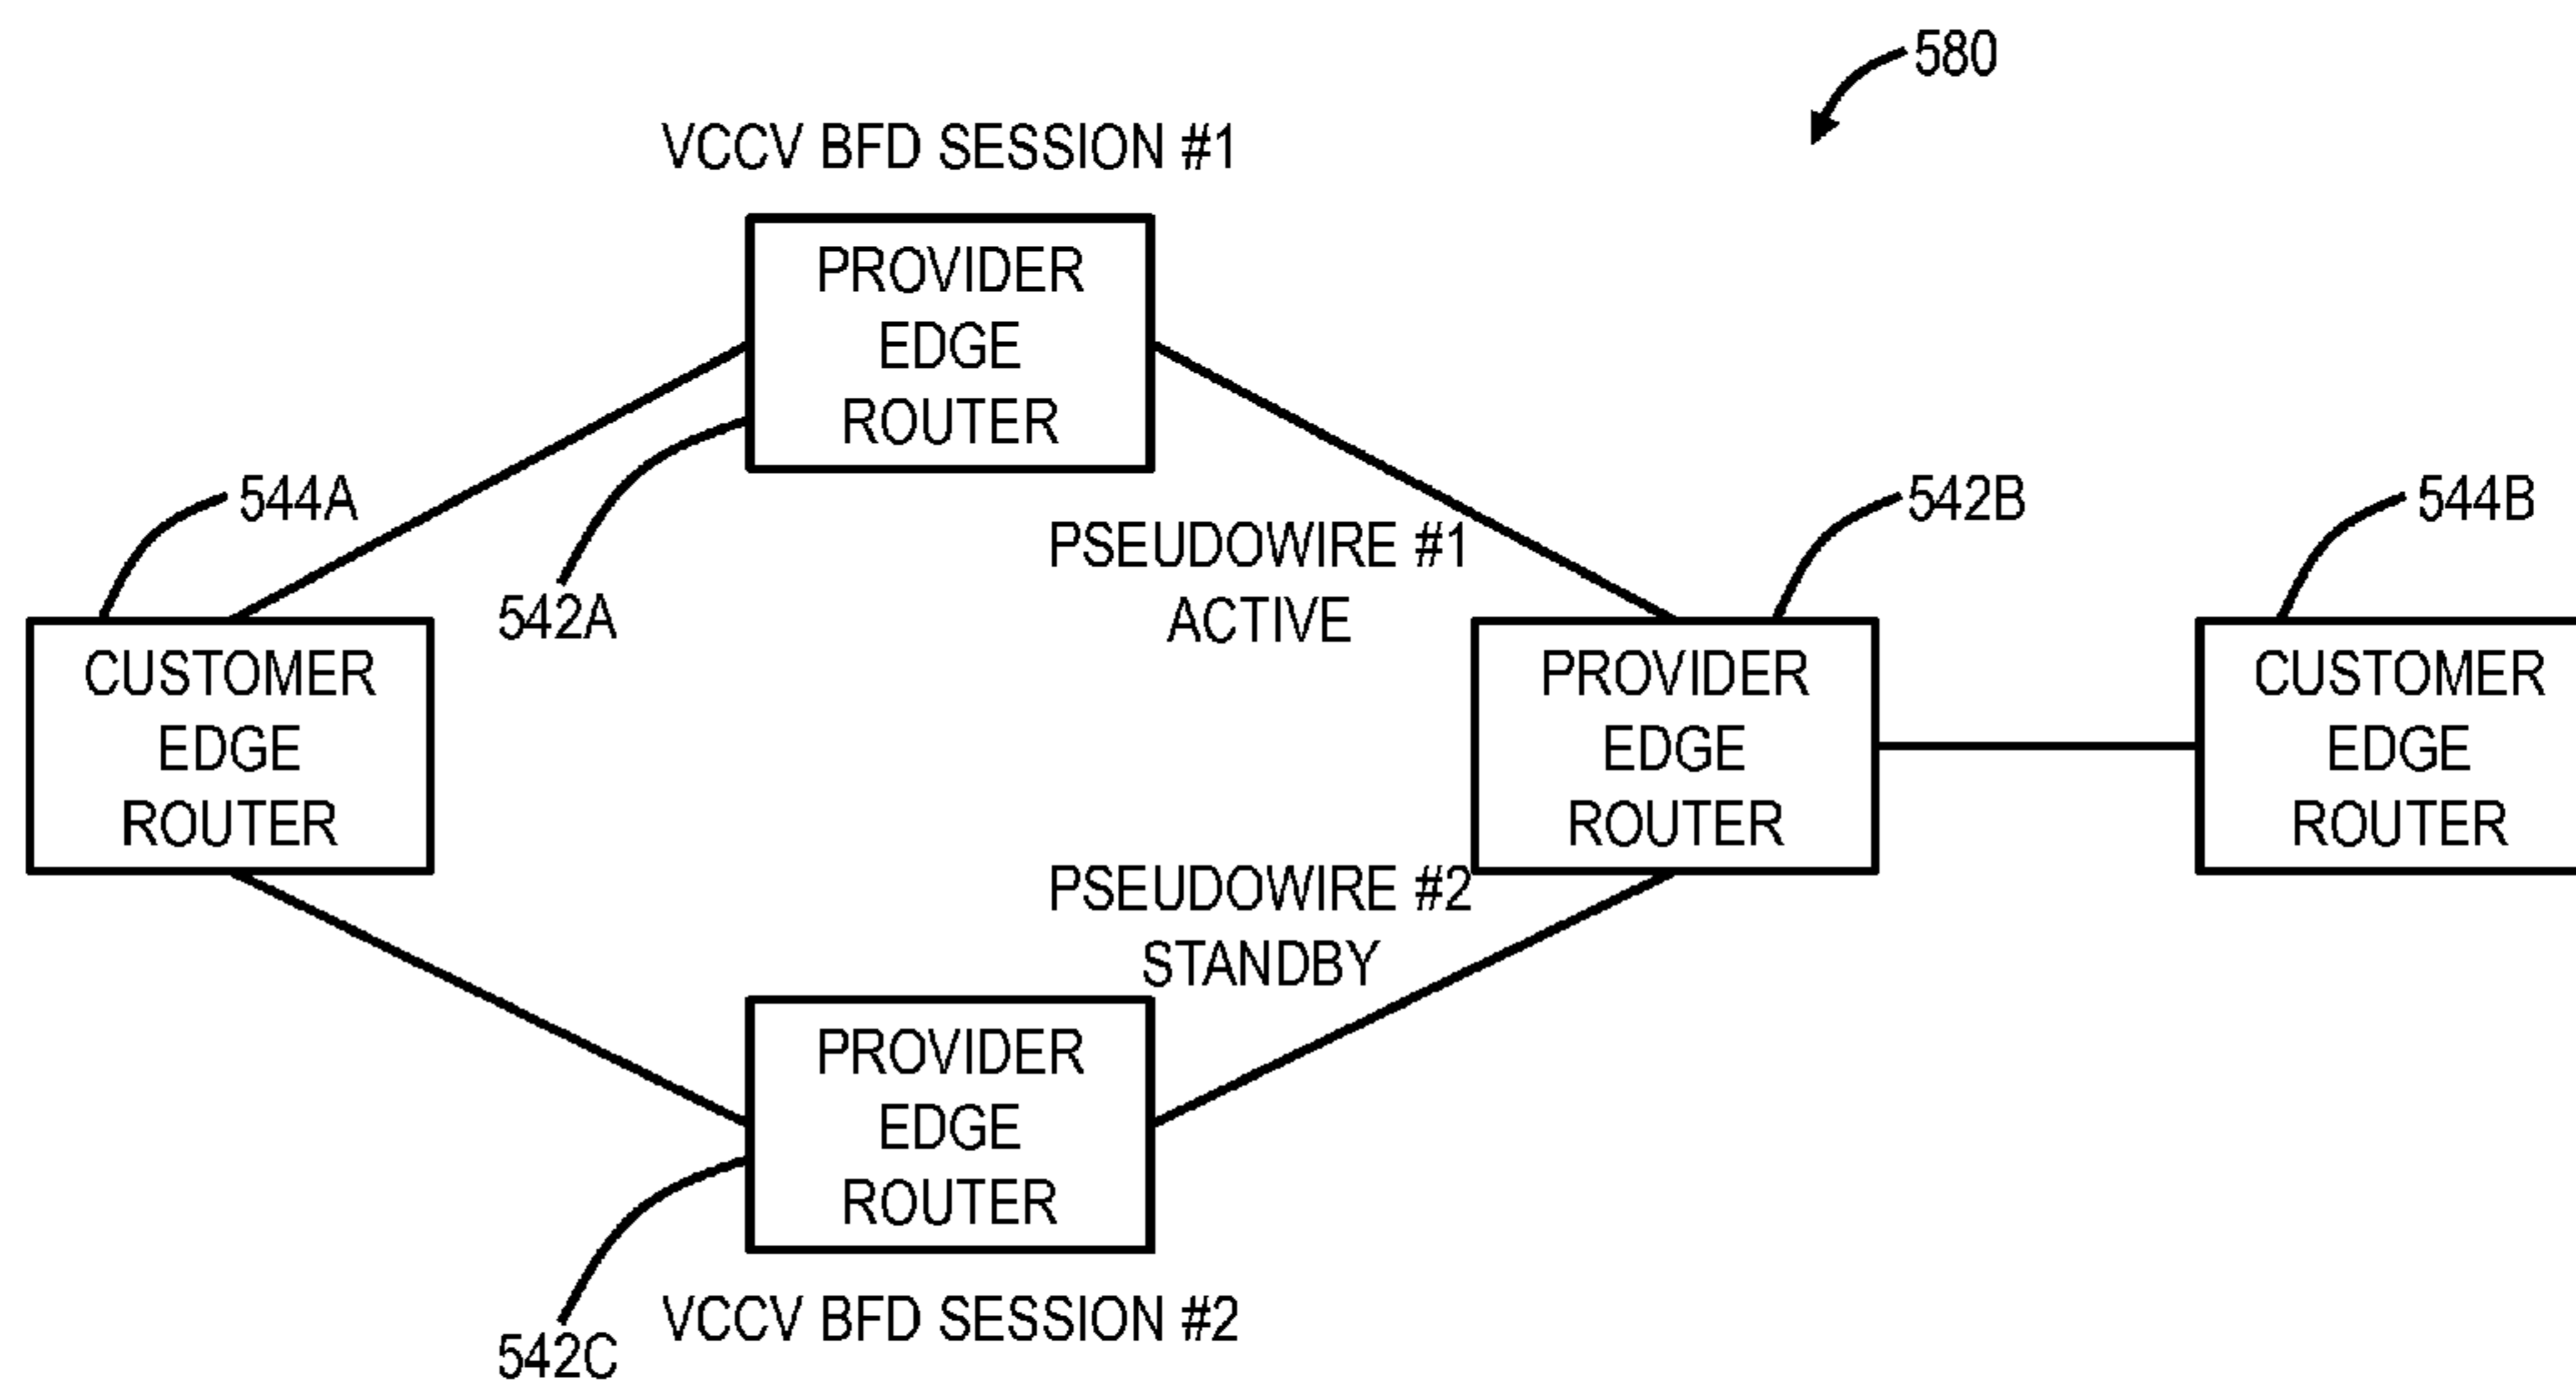 580
VCCV BFD SESSION #1
PROVIDER
EDGE
ROUTER
544A
542A
PSEUDOWIRE #1
ACTIVE
542B
544B
CUSTOMER
EDGE
ROUTER
PROVIDER
EDGE
ROUTER
CUSTOMER
EDGE
ROUTER
PSEUDOWIRE #2
STANDBY
PROVIDER
EDGE
ROUTER
542C
VCCV BFD SESSION #2